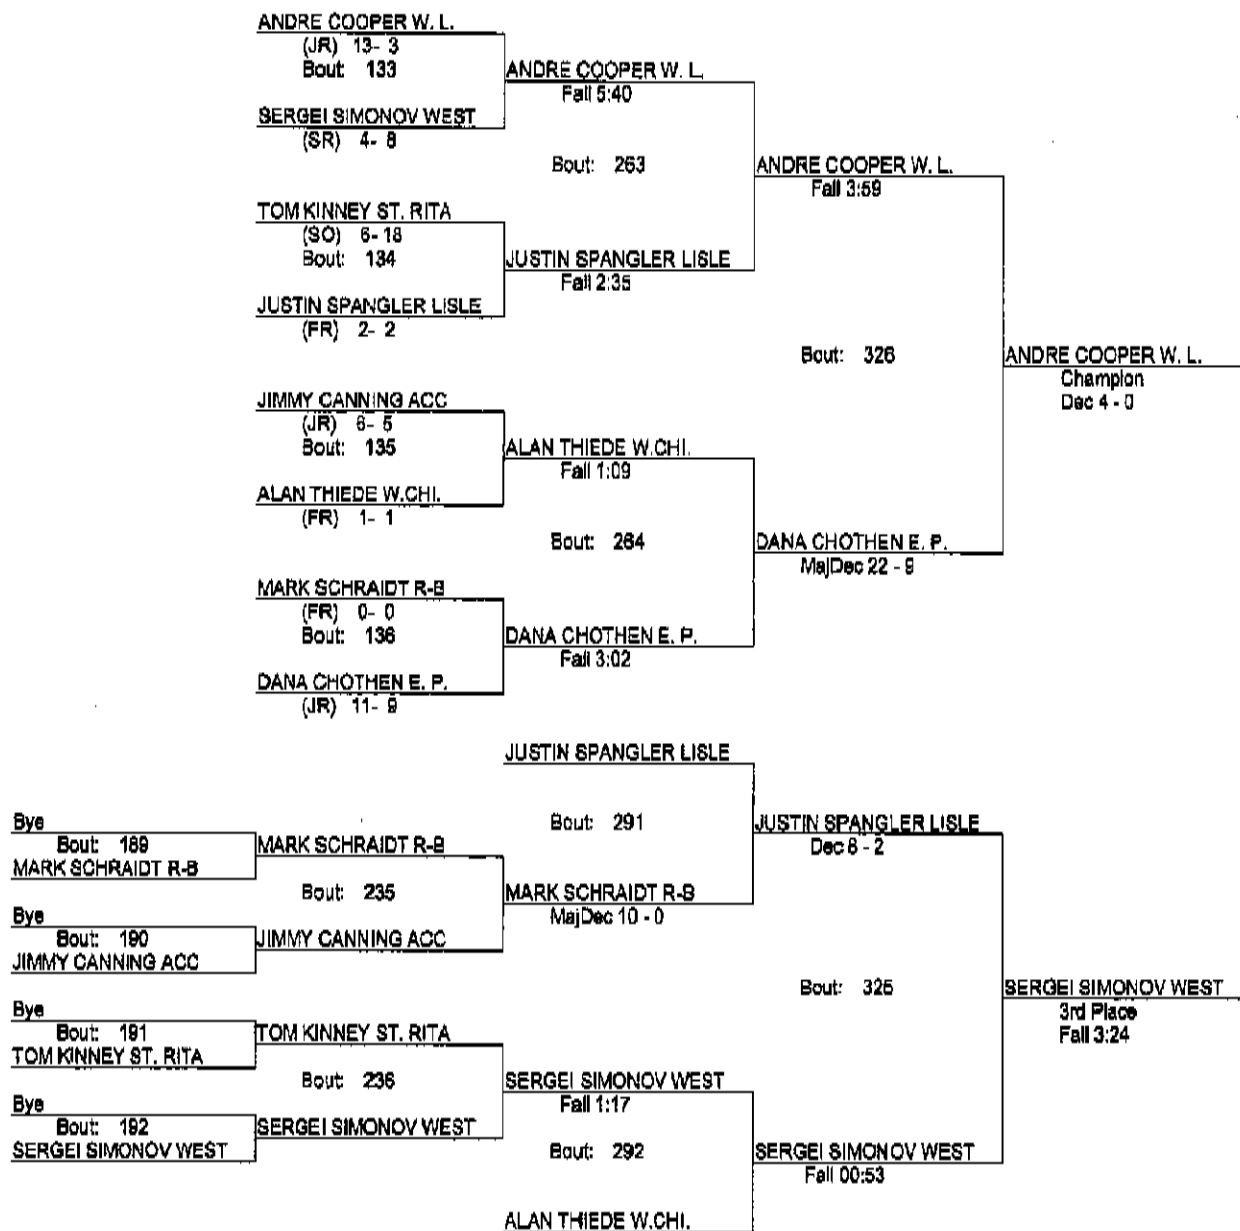 ANDRE COOPER W. L.
(JR) 13- 3
Bout: 133
ANDRE COOPER W. L.
Fall 5:40
SERGEI SIMONOV WEST
(SR) 4- 8
Bout: 263
ANDRE COOPER W. L.
Fall 3:59
TOM KINNEY ST. RITA
(SO) 6- 18
Bout: 134
JUSTIN SPANGLER LISLE
Fall 2:35
JUSTIN SPANGLER LISLE
(FR) 2- 2
Bout: 326
ANDRE COOPER W. L.
Champion
Dec 4 - 0
JIMMY CANNING ACC
(JR) 6- 5
Bout: 135
ALAN THIEDE W.CHI.
Fall 1:09
ALAN THIEDE W.CHI.
(FR) 1- 1
Bout: 264
DANA CHOTHEN E. P.
MajDec 22 - 9
MARK SCHRAIDT R-B
(FR) 0- 0
Bout: 136
DANA CHOTHEN E. P.
Fall 3:02
DANA CHOTHEN E. P.
(JR) 11- 9
JUSTIN SPANGLER LISLE
Bout: 291
JUSTIN SPANGLER LISLE
Dec 8 - 2
Bye
Bout: 189
MARK SCHRAIDT R-B
MARK SCHRAIDT R-B
Bout: 235
MARK SCHRAIDT R-B
MajDec 10 - 0
Bye
Bout: 190
JIMMY CANNING ACC
JIMMY CANNING ACC
Bout: 325
SERGEI SIMONOV WEST
3rd Place
Fall 3:24
Bye
Bout: 191
TOM KINNEY ST. RITA
TOM KINNEY ST. RITA
Bout: 236
SERGEI SIMONOV WEST
Fall 1:17
Bye
Bout: 192
SERGEI SIMONOV WEST
SERGEI SIMONOV WEST
Bout: 292
SERGEI SIMONOV WEST
Fall 00:53
ALAN THIEDE W.CHI.